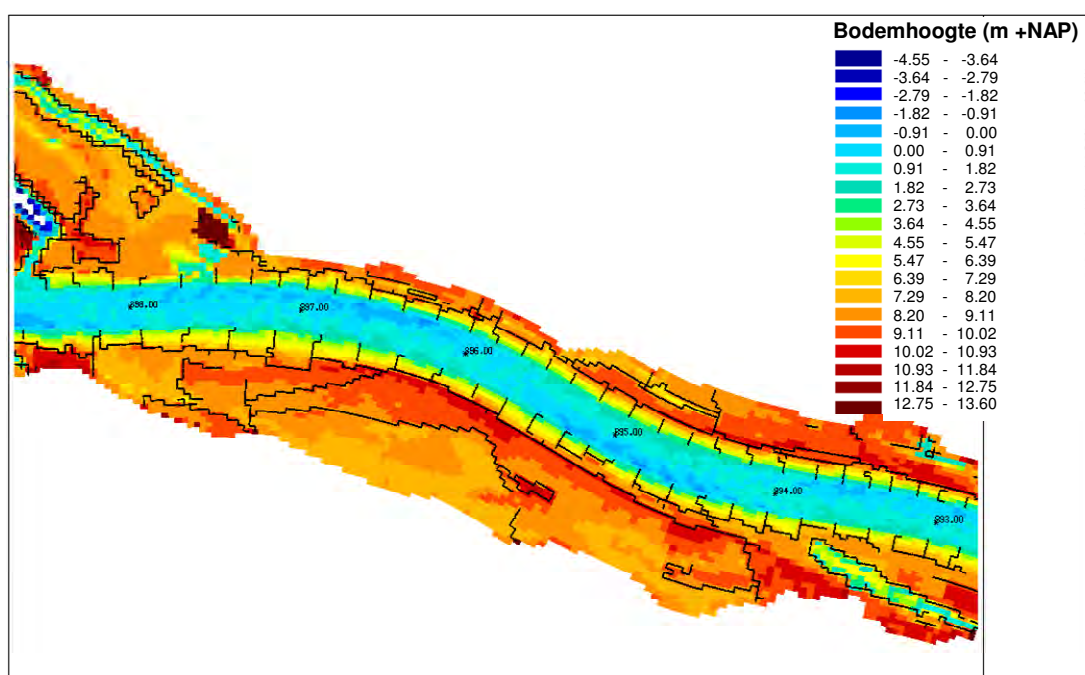 Bodemhoogte (m +NAP)
-4.55 - -3.64
-3.64 - -2.79
-2.79 - -1.82
-1.82 - -0.91
-0.91 - 0.00
0.00 - 0.91
0.91 - 1.82
1.82 - 2.73
2.73 - 3.64
3.64 - 4.55
4.55 - 5.47
5.47 - 6.39
6.39 - 7.29
7.29 - 8.20
8.20 - 9.11
9.11 - 10.02
10.02 - 10.93
10.93 - 11.84
11.84 - 12.75
12.75 - 13.60
898.00
897.00
896.00
895.00
894.00
893.00